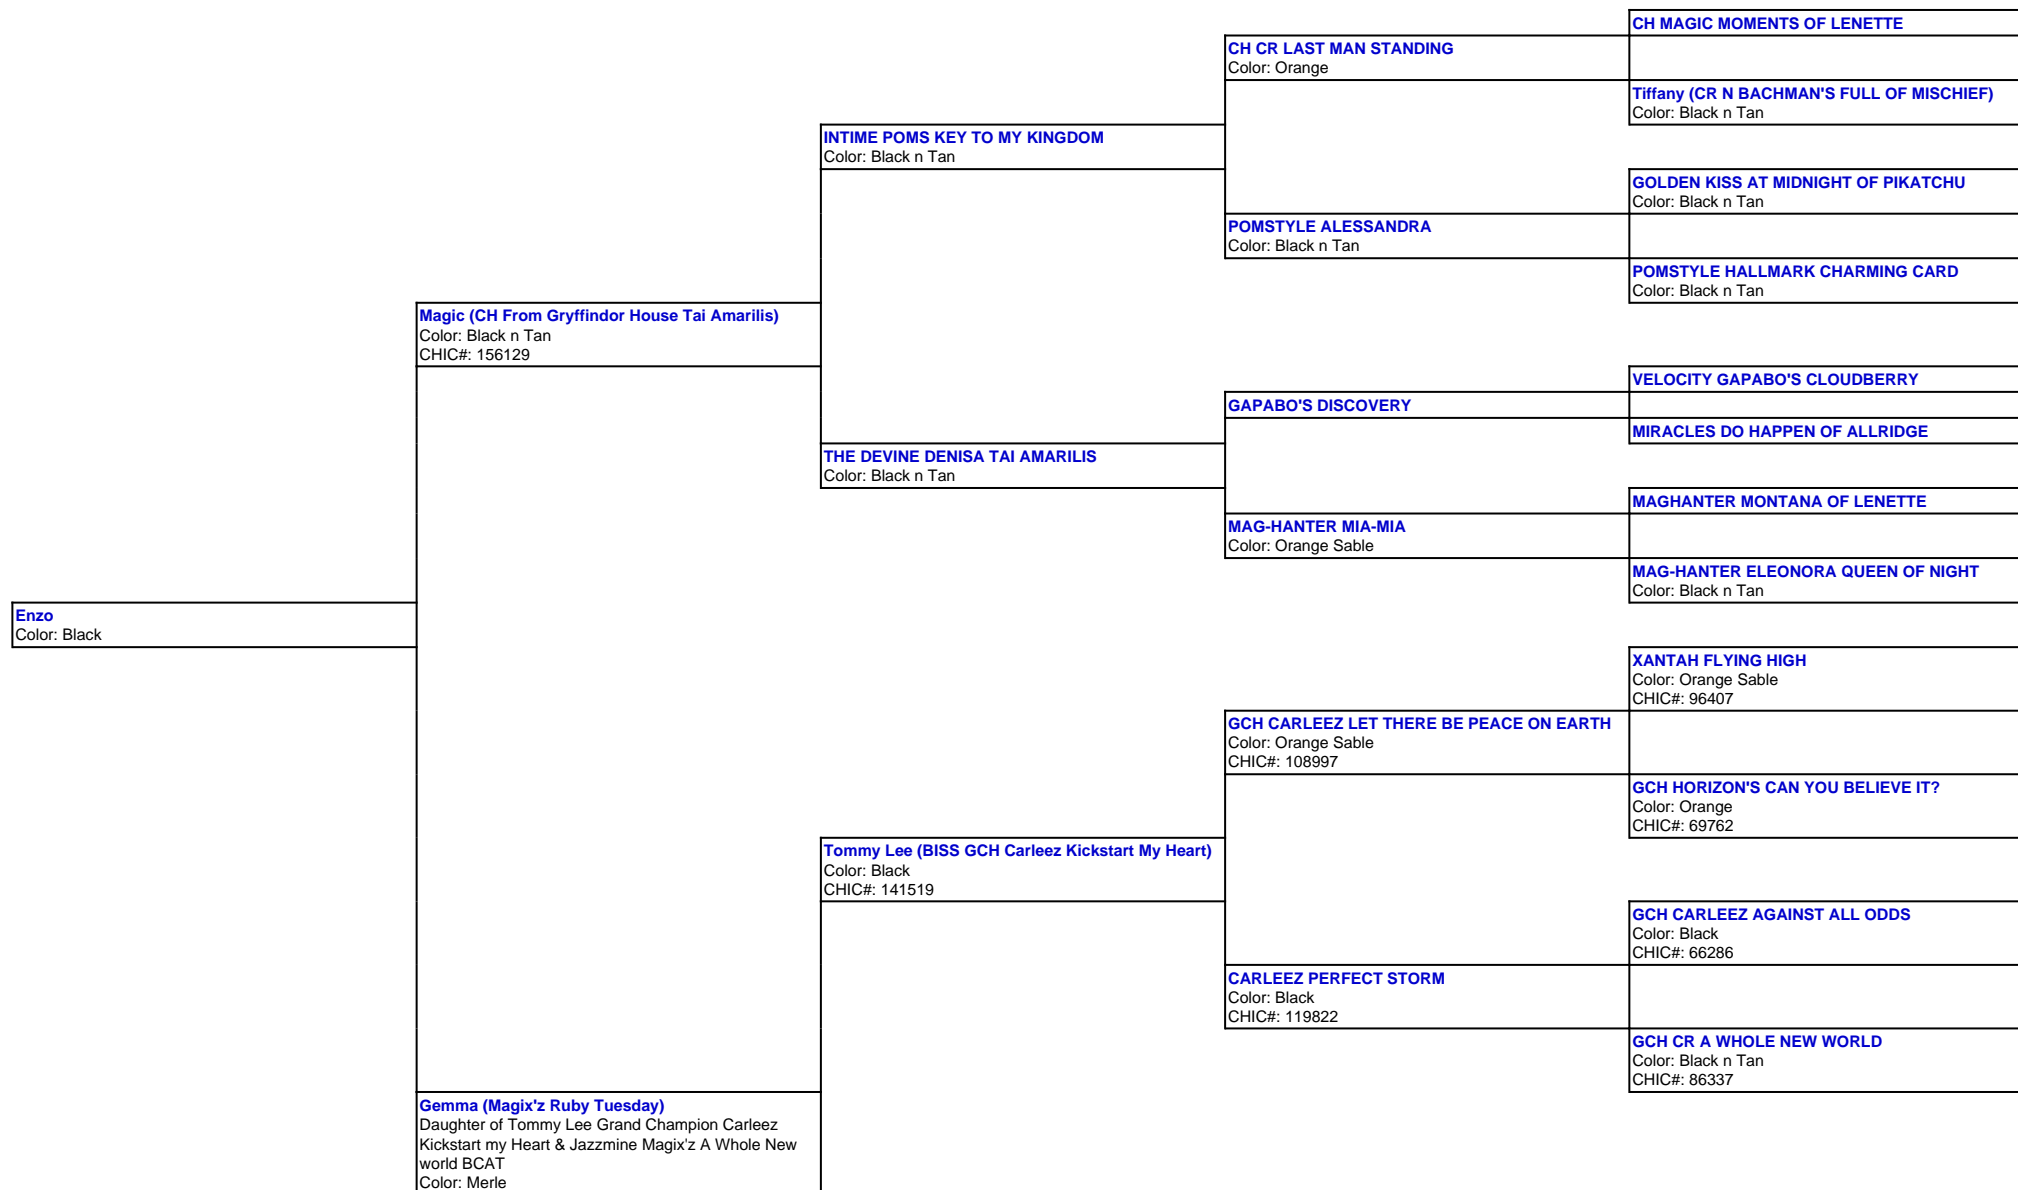 CH MAGIC MOMENTS OF LENETTE
CH CR LAST MAN STANDING
Color: Orange
Tiffany (CR N BACHMAN'S FULL OF MISCHIEF)
Color: Black n Tan
INTIME POMS KEY TO MY KINGDOM
Color: Black n Tan
GOLDEN KISS AT MIDNIGHT OF PIKATCHU
Color: Black n Tan
POMSTYLE ALESSANDRA
Color: Black n Tan
POMSTYLE HALLMARK CHARMING CARD
Color: Black n Tan
Magic (CH From Gryffindor House Tai Amarilis)
Color: Black n Tan
CHIC#: 156129
VELOCITY GAPABO'S CLOUDBERRY
GAPABO'S DISCOVERY
MIRACLES DO HAPPEN OF ALLRIDGE
THE DEVINE DENISA TAI AMARILIS
Color: Black n Tan
MAGHANTER MONTANA OF LENETTE
MAG-HANTER MIA-MIA
Color: Orange Sable
MAG-HANTER ELEONORA QUEEN OF NIGHT
Color: Black n Tan
Enzo
Color: Black
XANTAH FLYING HIGH
Color: Orange Sable
CHIC#: 96407
GCH CARLEEZ LET THERE BE PEACE ON EARTH
Color: Orange Sable
CHIC#: 108997
GCH HORIZON'S CAN YOU BELIEVE IT?
Color: Orange
CHIC#: 69762
Tommy Lee (BISS GCH Carleez Kickstart My Heart)
Color: Black
CHIC#: 141519
GCH CARLEEZ AGAINST ALL ODDS
Color: Black
CHIC#: 66286
CARLEEZ PERFECT STORM
Color: Black
CHIC#: 119822
GCH CR A WHOLE NEW WORLD
Color: Black n Tan
CHIC#: 86337
Gemma (Magix'z Ruby Tuesday)
Daughter of Tommy Lee Grand Champion Carleez
Kickstart my Heart & Jazzmine Magix'z A Whole New
world BCAT
Color: Merle